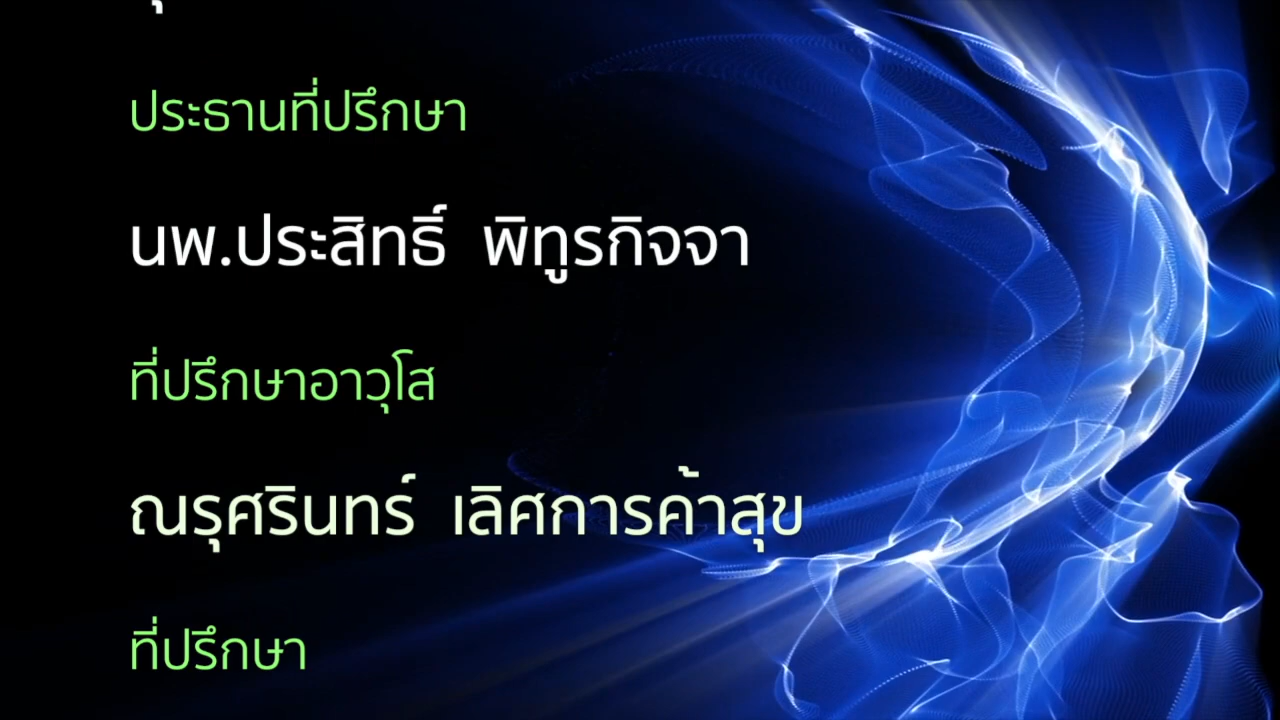 ประธานที่ปรึกษา
นพ.ประสิทธิ์ พิทูรกิจจา
ที่ปรึกษาอาวุโส
ณรุศรินทร์ เลิศการค้าสุข
ที่ปรึกษา